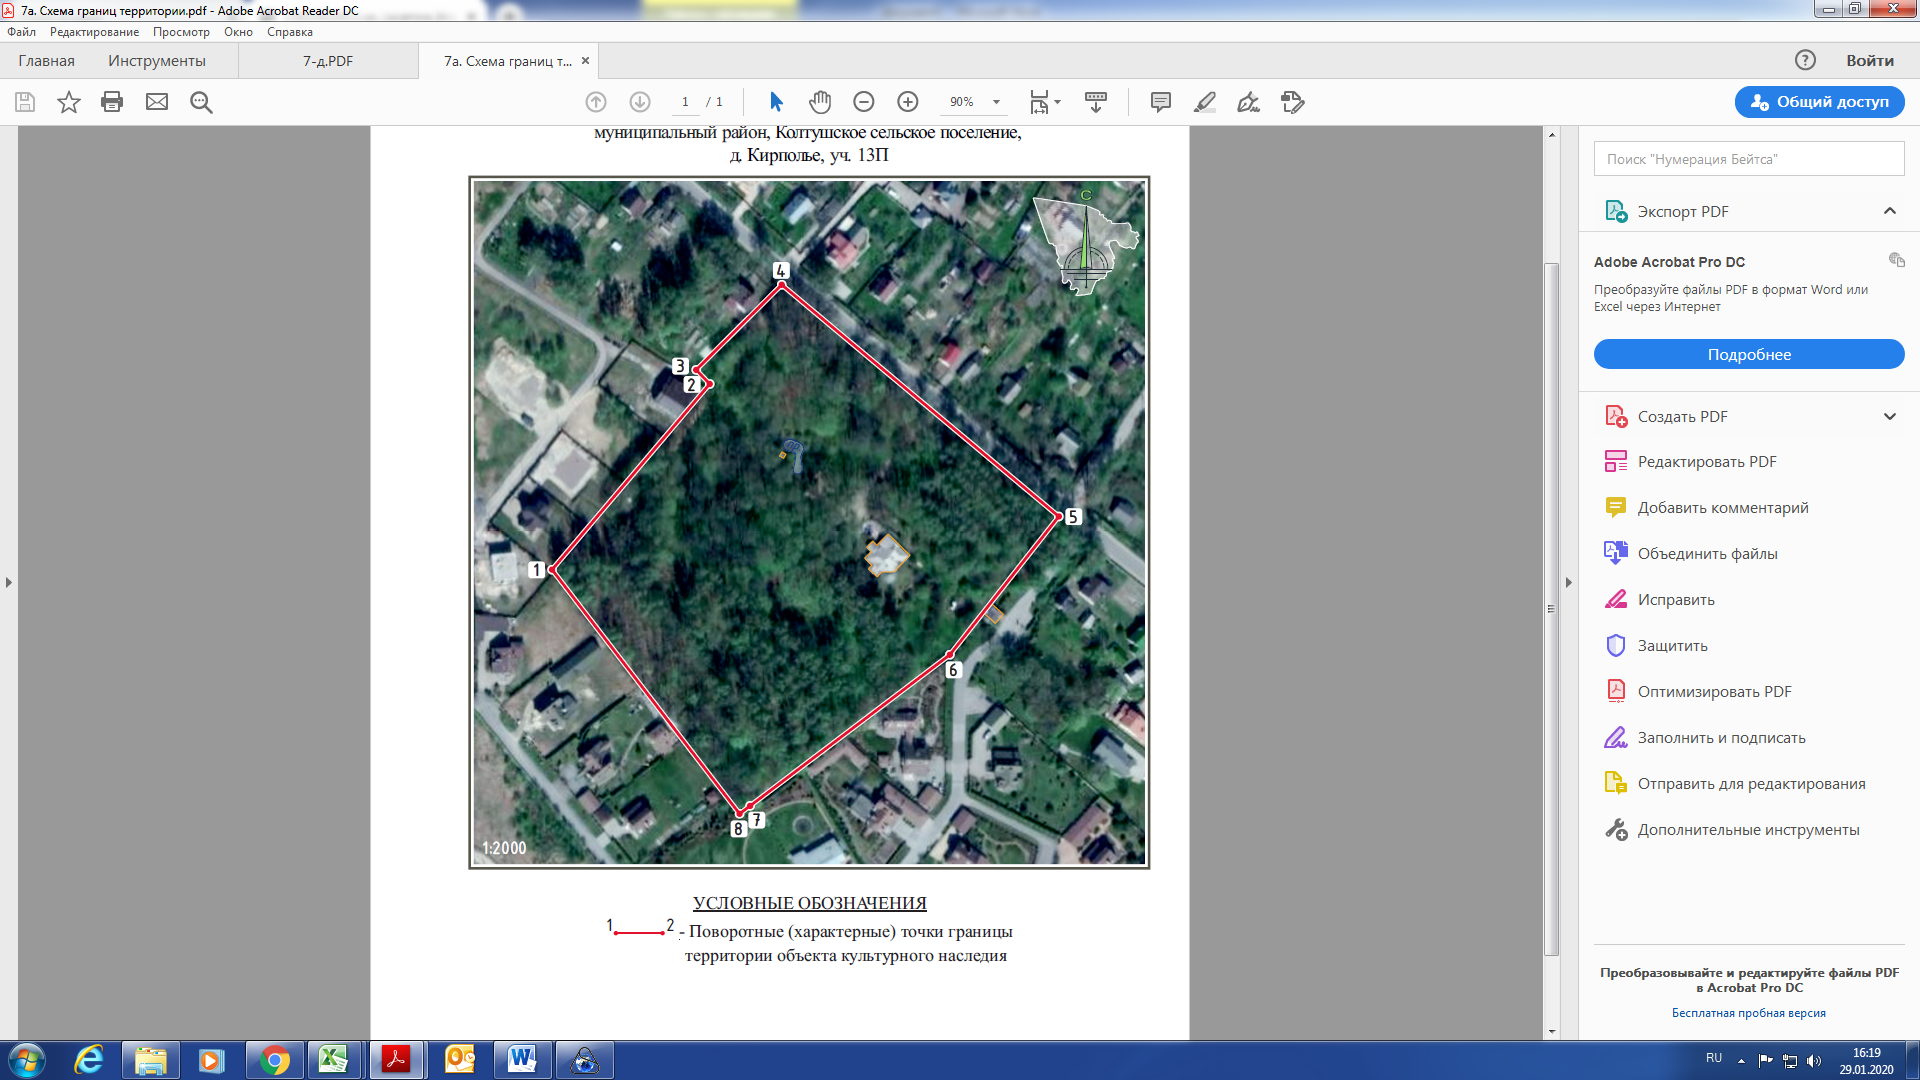 7а. Схема границ территории.pdf - Adobe Acrobat Reader DC
Файл Редактирование Просмотр Окно Справка
Главная Инструменты 7-д.PDF 7а. Схема границ т... ×
1 / 1 90% Войти
Общий доступ
муниципальный район, Колтушское сельское поселение,
д. Кирполье, уч. 13П
С
4
3
2
5
1
6
7
8
1:2000
УСЛОВНЫЕ ОБОЗНАЧЕНИЯ
1 2 - Поворотные (характерные) точки границы
территории объекта культурного наследия
Поиск "Нумерация Бейтса"
Экспорт PDF
Adobe Acrobat Pro DC
Преобразуйте файлы PDF в формат Word или
Excel через Интернет
Подробнее
Создать PDF
Редактировать PDF
Добавить комментарий
Объединить файлы
Исправить
Защитить
Оптимизировать PDF
Заполнить и подписать
Отправить для редактирования
Дополнительные инструменты
Преобразовывайте и редактируйте файлы PDF
в Acrobat Pro DC
Бесплатная пробная версия
RU
16:19
29.01.2020